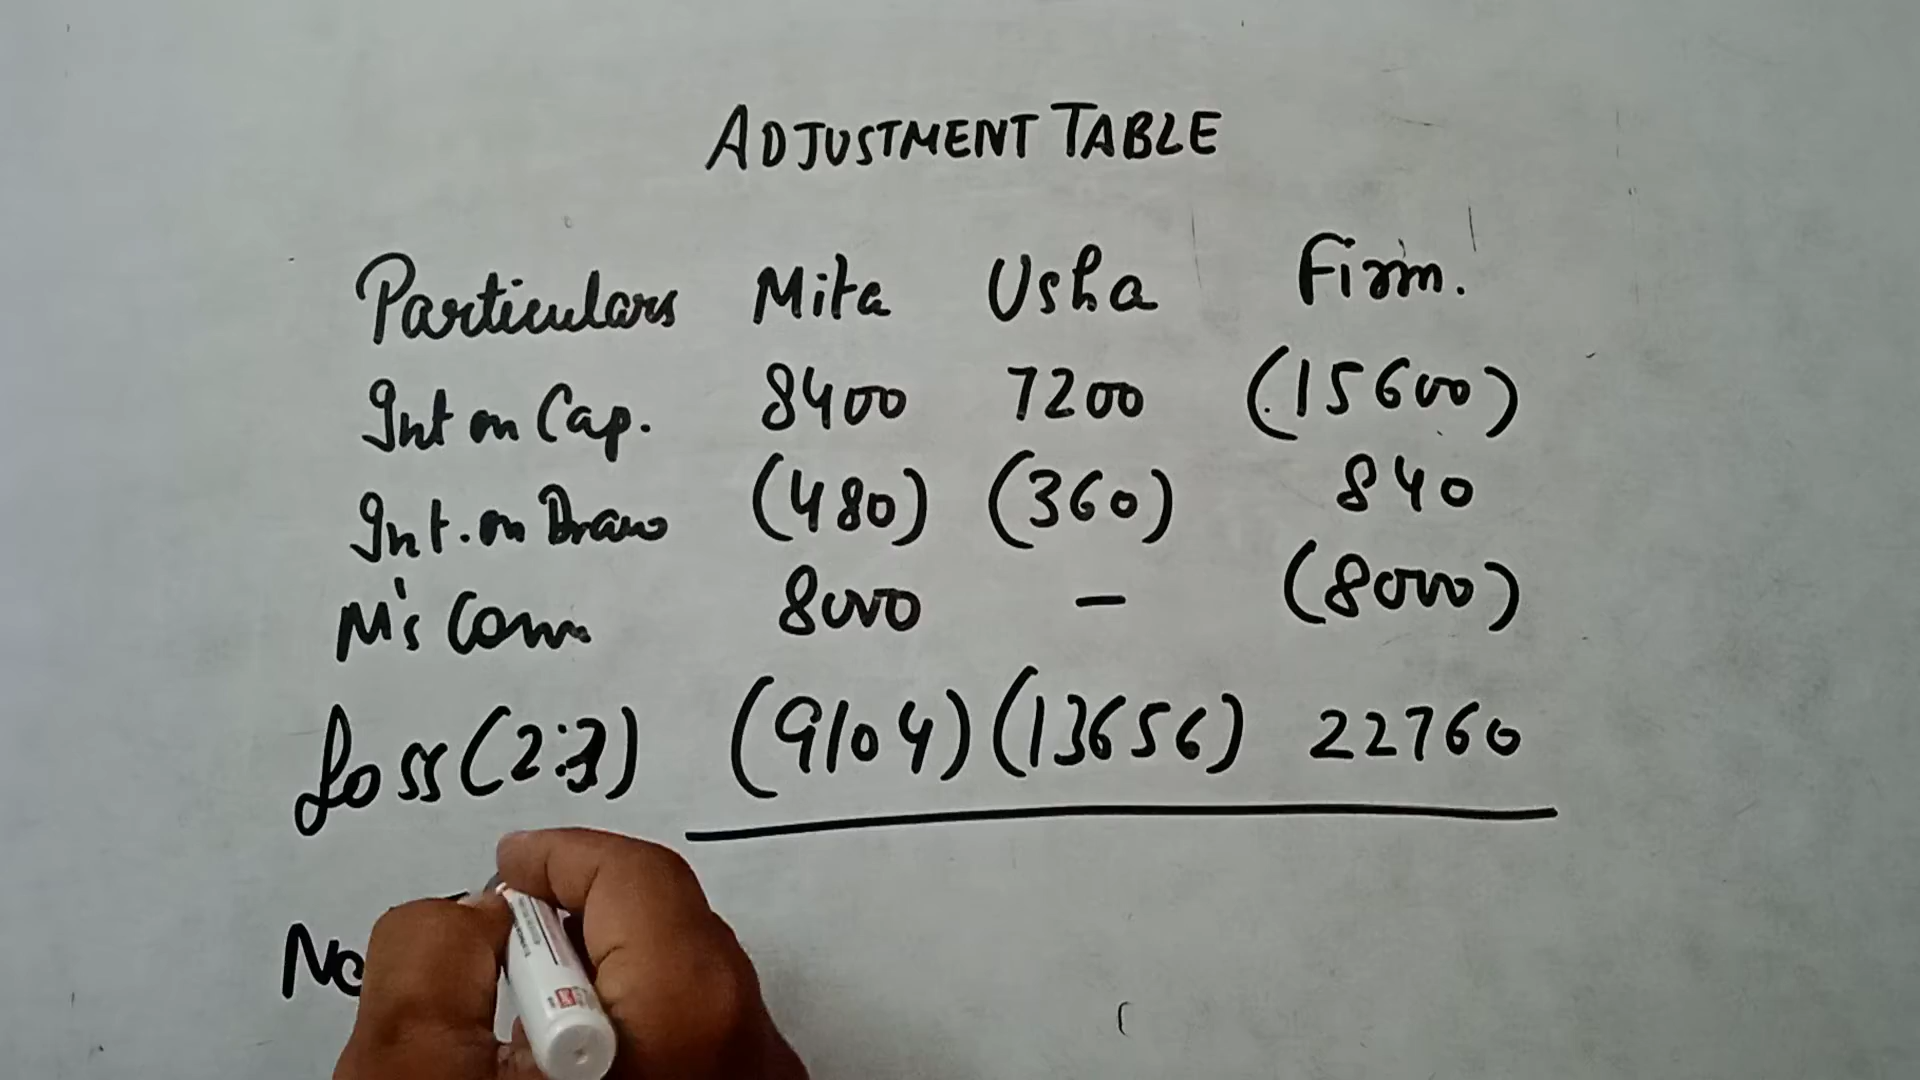 ADJUSTMENT TABLE
Particulars Mita Usha Firm.
Int on Cap. 8400 7200 (15600)
Int. on Draw (480) (360) 840
M's Com 8000 - (8000)
Loss (2:3) (9104) (13656) 22760
Ne